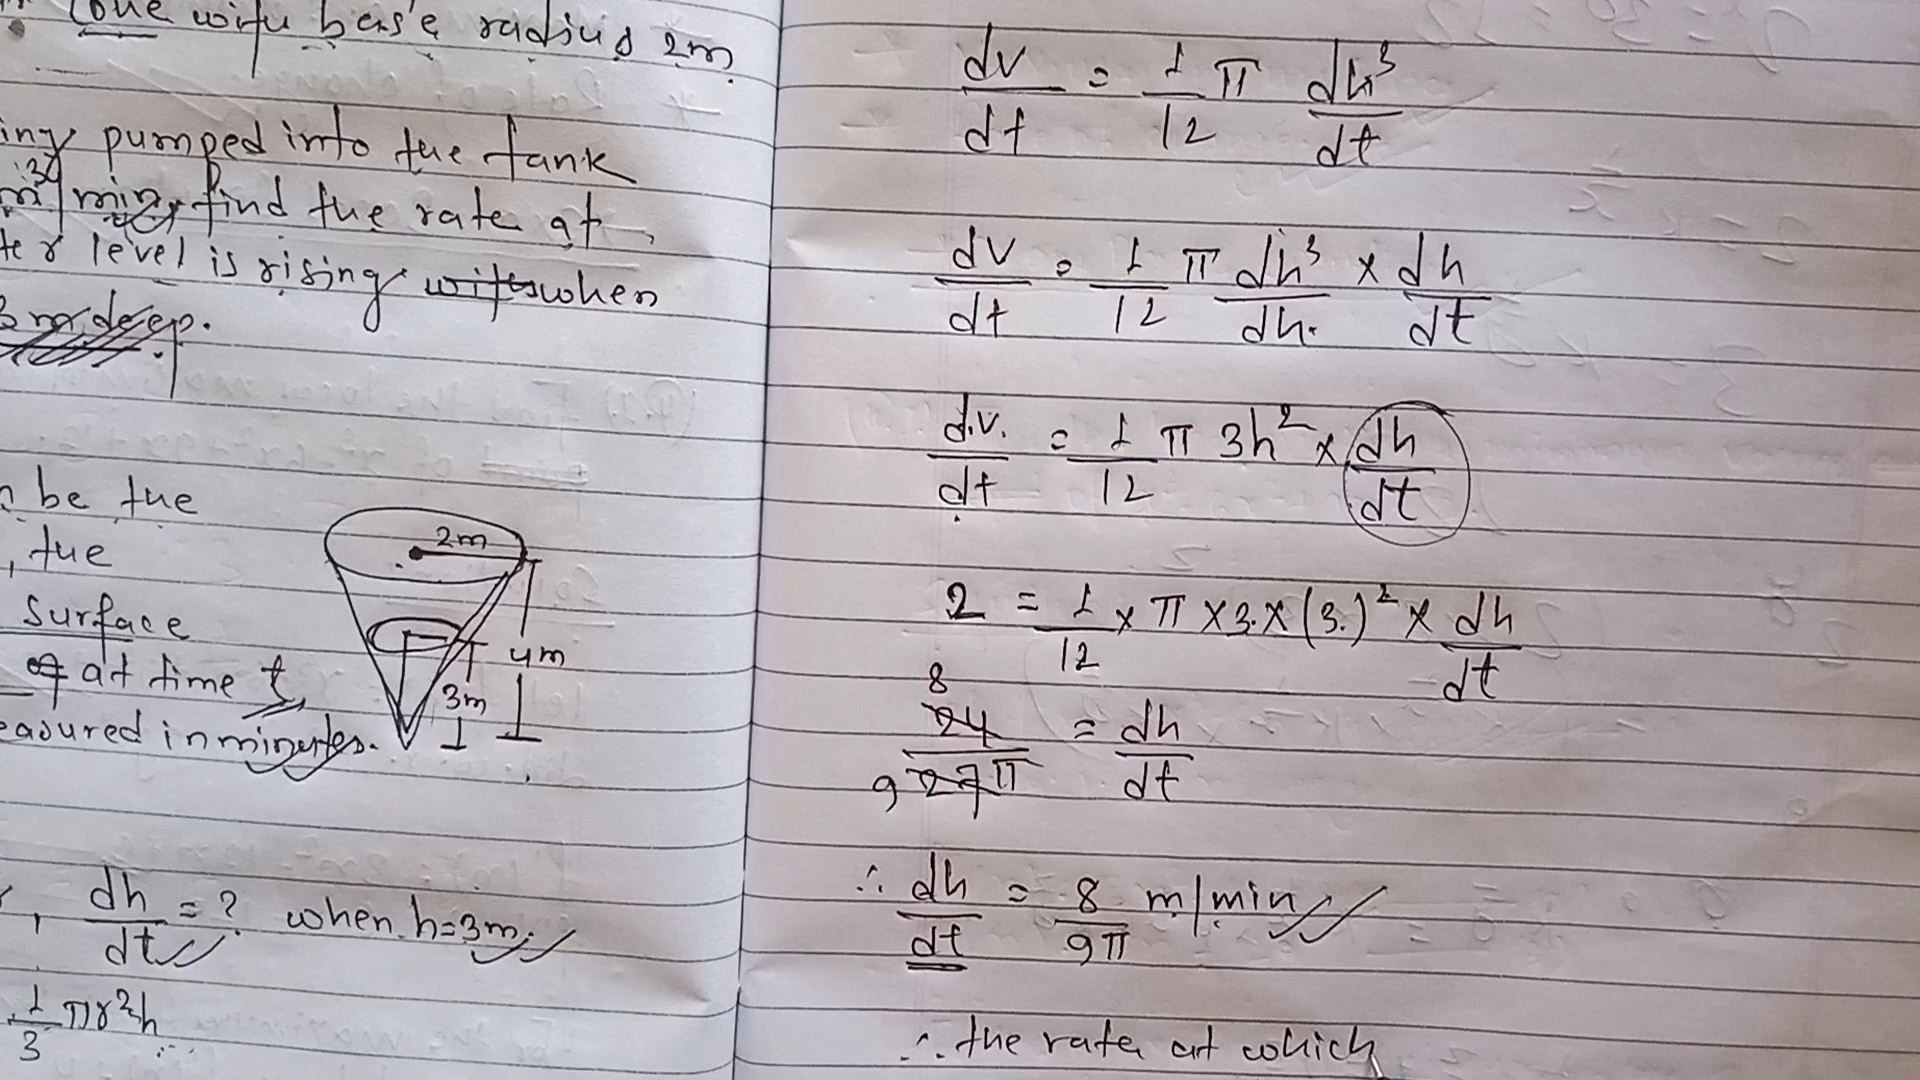 Cone with base radius 2m.
ing pumped into the tank
m³/min, find the rate at
ter level is rising when
3 m deep.
be the
, the
surface
at time t,
easured in minutes.
2m
4m
3m
, dh/dt = ? when h=3m.
1/3 πr²h
dv/dt = 1/12 π dh³/dt
dv/dt = 1/12 π dh³/dh × dh/dt
dv/dt = 1/12 π 3h² × dh/dt
2 = 1/12 × π × 3 × (3)² × dh/dt
8
24/27π = dh/dt
9
∴ dh/dt = 8/9π m/min
∴ the rate at which